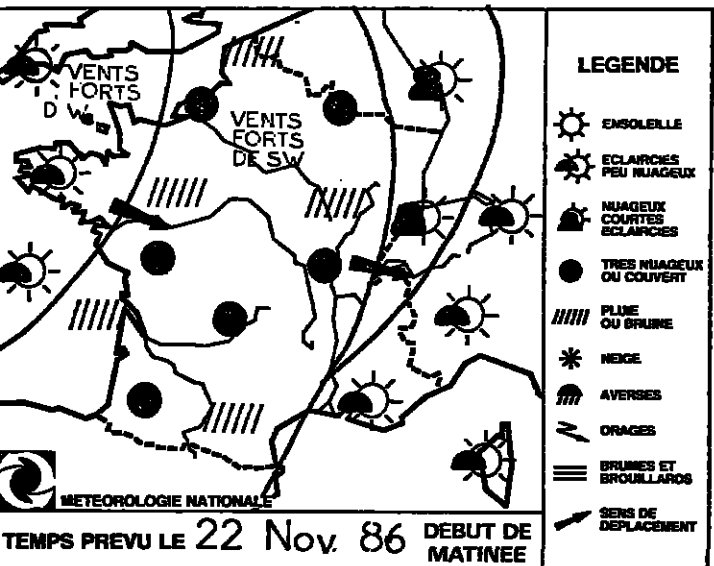 VENTS
FORTS
D'W
VENTS
FORTS
DE SW
METEOROLOGIE NATIONALE
TEMPS PREVU LE 22 Nov. 86 DEBUT DE
MATINEE
LEGENDE
ENSOLEILLE
ECLAIRCIES
PEU NUAGEUX
NUAGEUX
COURTES
ECLAIRCIES
TRES NUAGEUX
OU COUVERT
PLUIE
OU BRUINE
NEIGE
AVERSES
ORAGES
BRUMES ET
BROUILLARDS
SENS DE
DEPLACEMENT